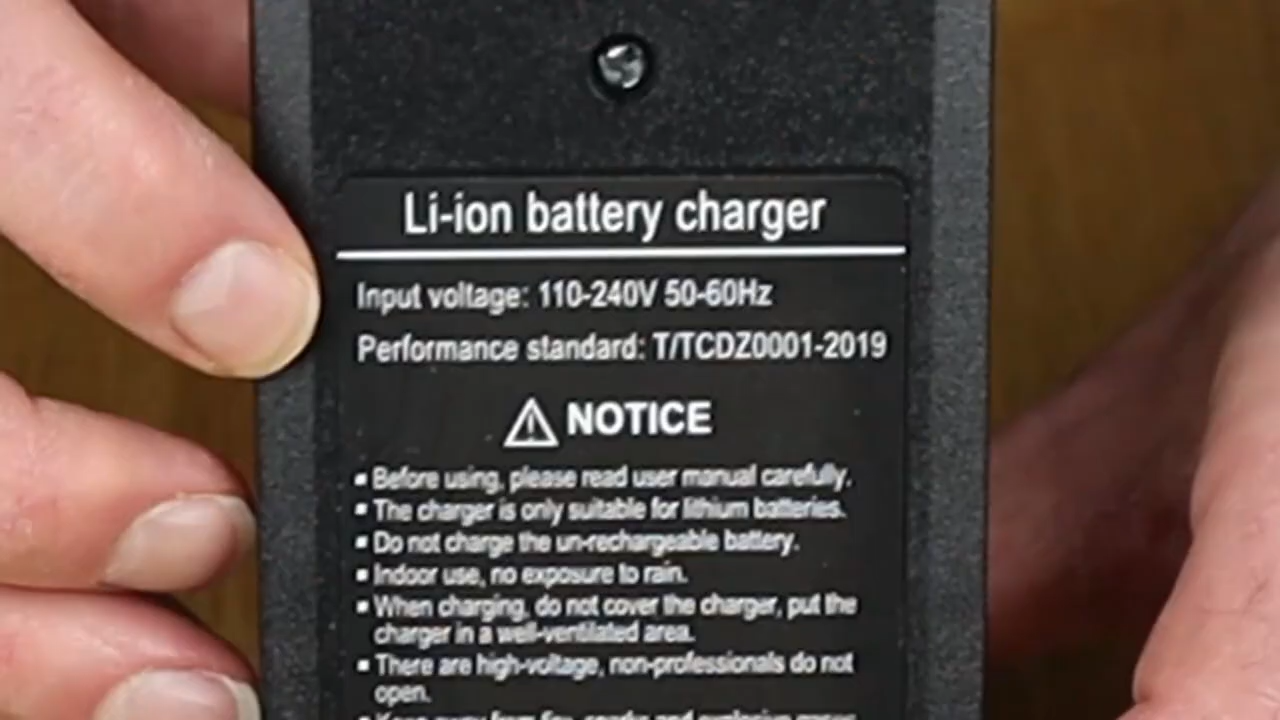 Li-ion battery charger
Input voltage: 110-240V 50-60Hz
Performance standard: T/TCDZ0001-2019
NOTICE
▪ Before using, please read user manual carefully.
▪ The charger is only suitable for lithium batteries.
▪ Do not charge the un-rechargeable battery.
▪ Indoor use, no exposure to rain.
▪ When charging, do not cover the charger, put the
charger in a well-ventilated area.
▪ There are high-voltage, non-professionals do not
open.